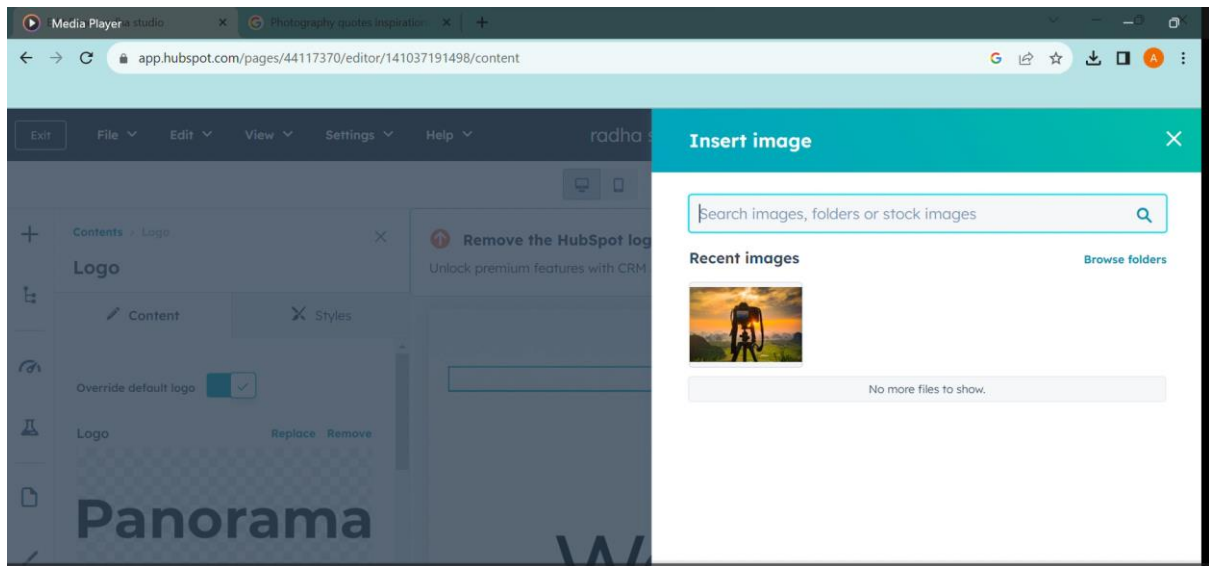 Media Player a studio
Photography quotes inspiration
app.hubspot.com/pages/44117370/editor/141037191498/content
G
A
Exit
File
Edit
View
Settings
Help
radha s
Insert image
Search images, folders or stock images
Recent images
Browse folders
No more files to show.
Contents > Logo
Logo
Content
Styles
Override default logo
Logo
Replace
Remove
Panorama
Remove the HubSpot log
Unlock premium features with CRM
We